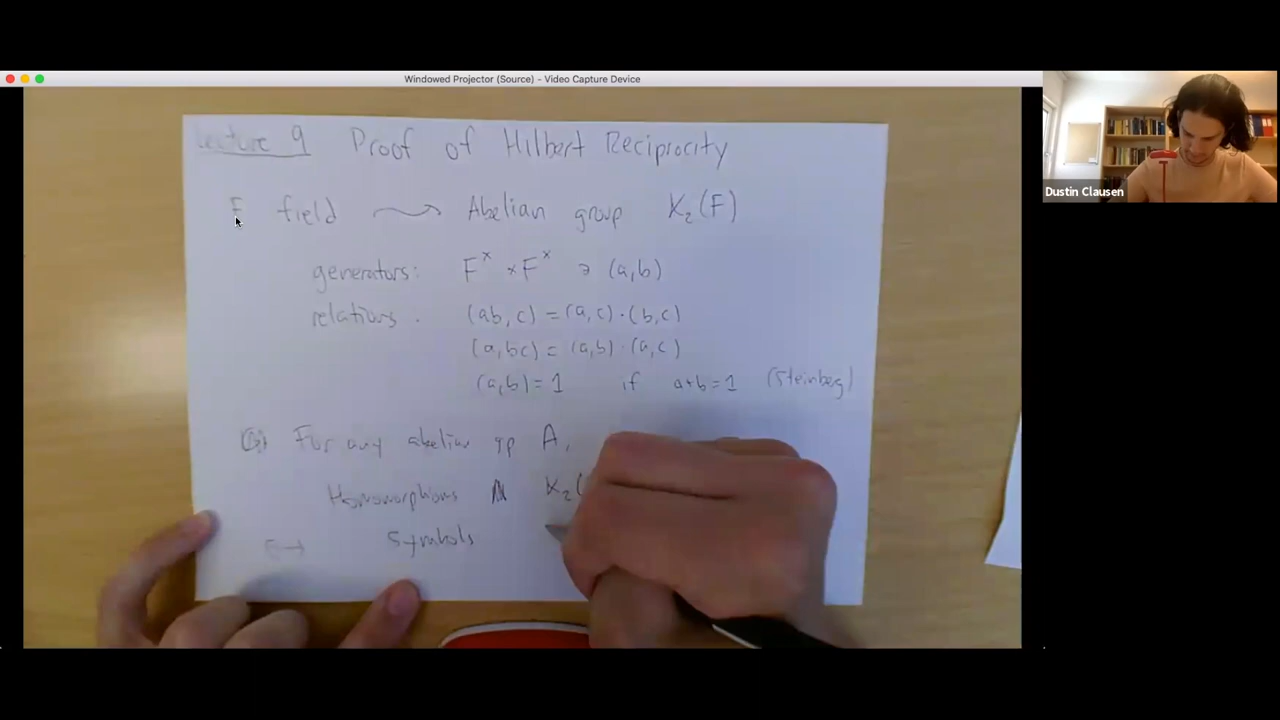 Windowed Projector (Source) - Video Capture Device
Lecture 9 Proof of Hilbert Reciprocity
F field ⇝ Abelian group K₂(F)
generators: F^× × F^× ∋ (a,b)
relations: (ab, c) = (a,c)·(b,c)
(a,bc) = (a,b)·(a,c)
(a,b) = 1 if a+b=1 (Steinberg)
For any abelian gp A,
Homomorphisms K₂(
↔ symbols
Dustin Clausen